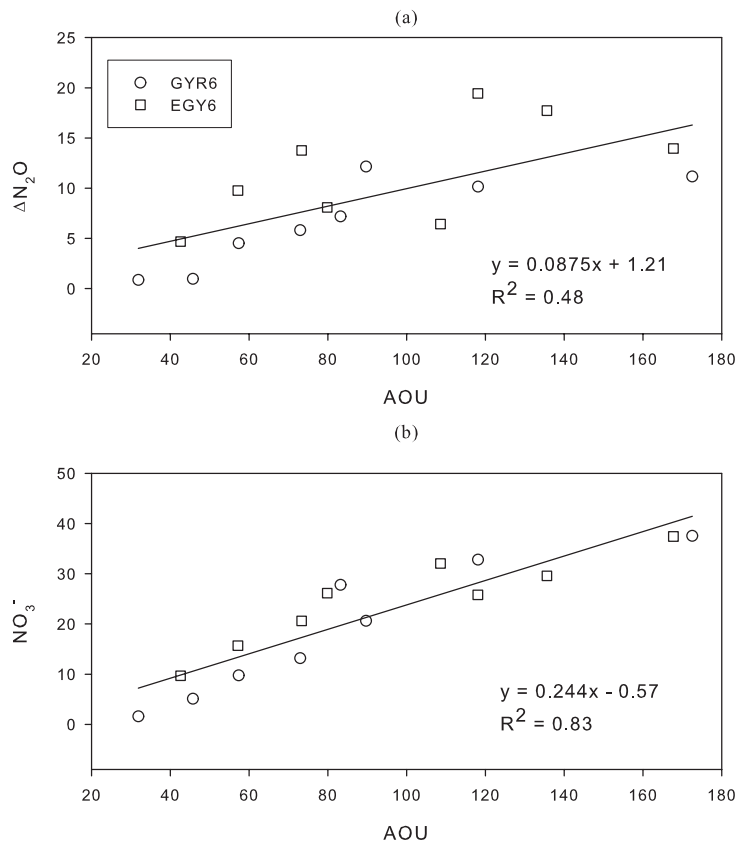 (a)
25
20
15
10
5
0
ΔN₂O
GYR6
EGY6
y = 0.0875x + 1.21
R² = 0.48
20 40 60 80 100 120 140 160 180
AOU
(b)
50
40
30
20
10
0
NO₃⁻
y = 0.244x - 0.57
R² = 0.83
20 40 60 80 100 120 140 160 180
AOU